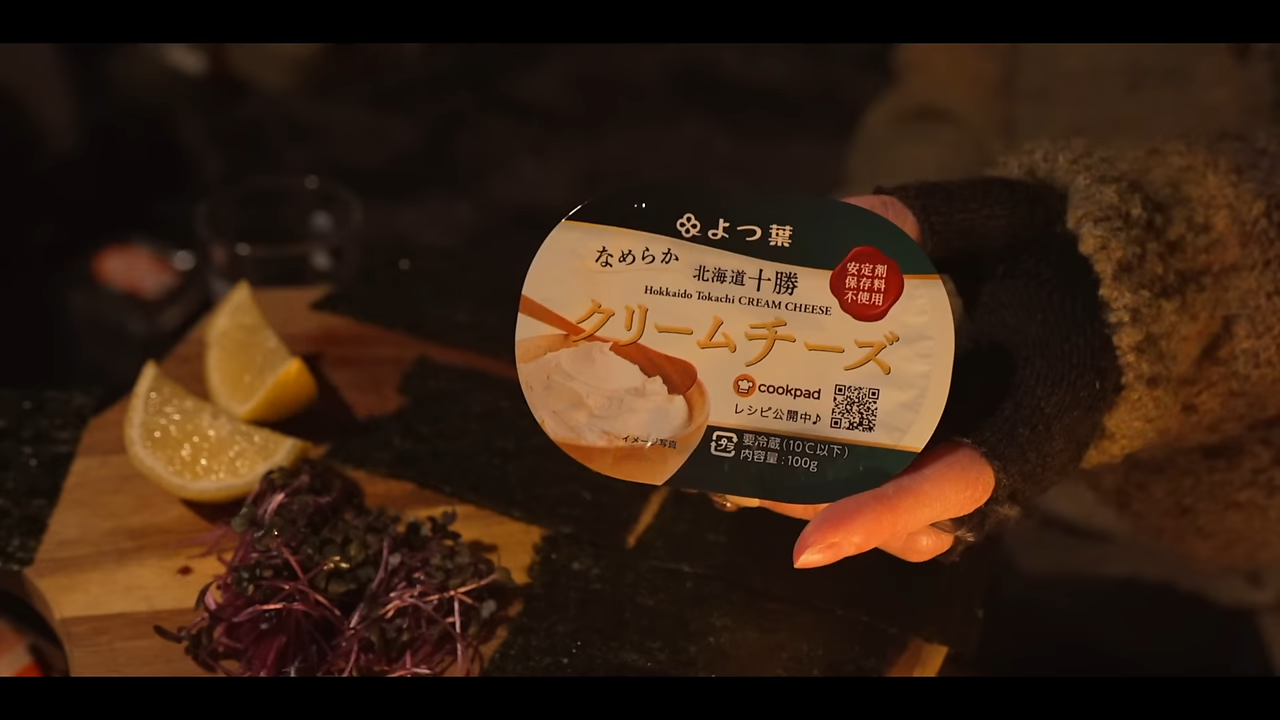 よつ葉
なめらか
北海道十勝
Hokkaido Tokachi CREAM CHEESE
クリームチーズ
安定剤
保存料
不使用
cookpad
レシピ公開中♪
イメージ写真
プラ
要冷蔵(10℃以下)
内容量:100g